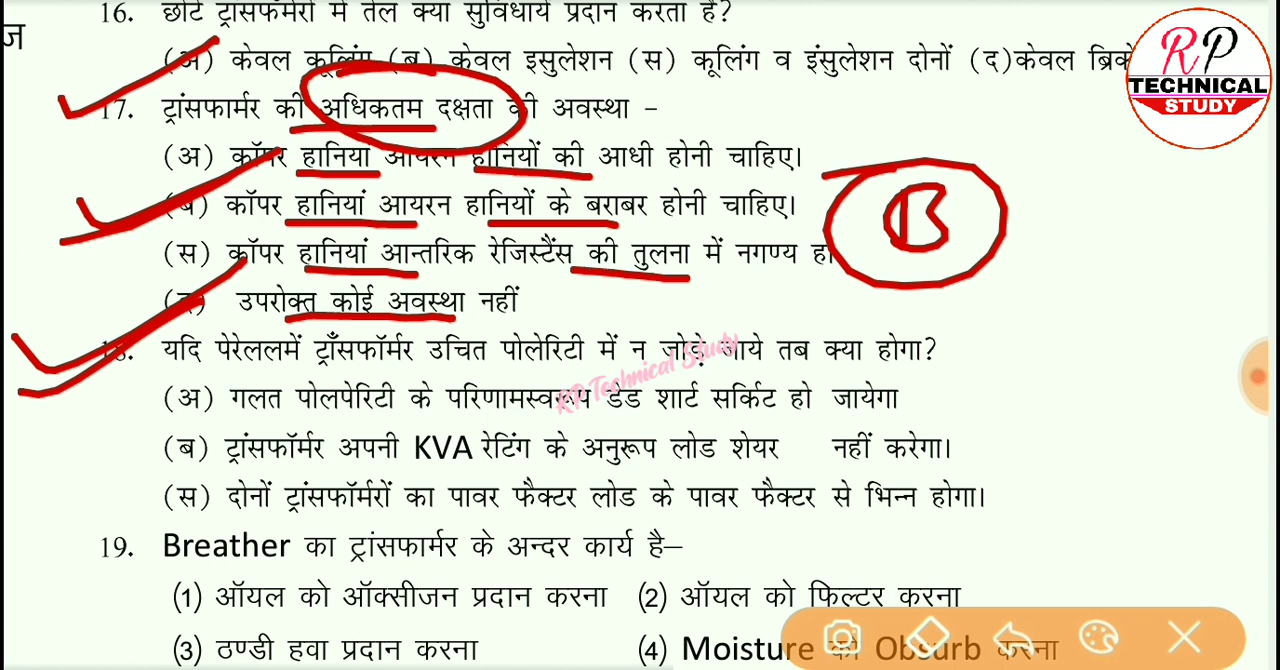 16. छोटे ट्रांसफॉर्मरों में तेल क्या सुविधायें प्रदान करता है?
ज
(अ) केवल कूलिंग (ब) केवल इसुलेशन (स) कूलिंग व इंसुलेशन दोनों (द)केवल
RP
TECHNICAL
STUDY
17. ट्रांसफार्मर की अधिकतम दक्षता की अवस्था –
(अ) कॉपर हानियां आयरन हानियों की आधी होनी चाहिए।
(ब) कॉपर हानियां आयरन हानियों के बराबर होनी चाहिए।
B
(स) कॉपर हानियां आन्तरिक रेजिस्टैंस की तुलना में नगण्य
(द) उपरोक्त कोई अवस्था नहीं
18. यदि पेरेललमें ट्राँसफॉर्मर उचित पोलेरिटी में न जोड़े जाये तब क्या होगा?
RP Technical Study
(अ) गलत पोलपेरिटी के परिणामस्वरूप डेड शार्ट सर्किट हो जायेगा
(ब) ट्रांसफॉर्मर अपनी KVA रेटिंग के अनुरूप लोड शेयर नहीं करेगा।
(स) दोनों ट्रांसफॉर्मरों का पावर फैक्टर लोड के पावर फैक्टर से भिन्न होगा।
19. Breather का ट्रांसफार्मर के अन्दर कार्य है–
(1) ऑयल को ऑक्सीजन प्रदान करना (2) ऑयल को फिल्टर करना
(3) ठण्डी हवा प्रदान करना (4) Moisture को Obsurb करना